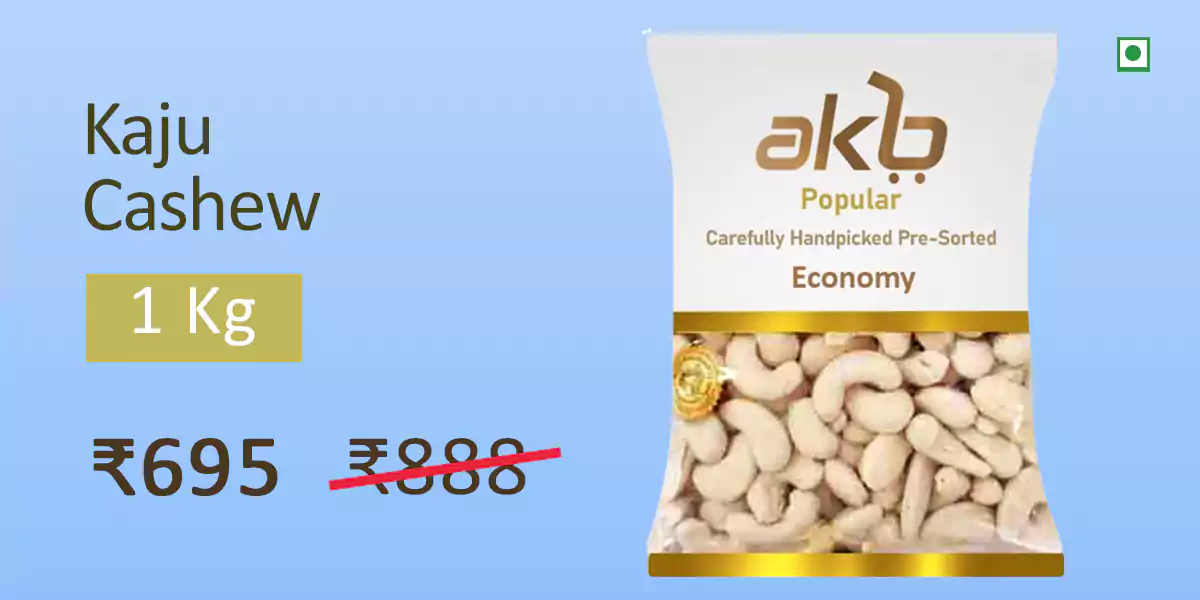 Kaju
Cashew
1 Kg
₹695 ₹888
akb
Popular
Carefully Handpicked Pre-Sorted
Economy